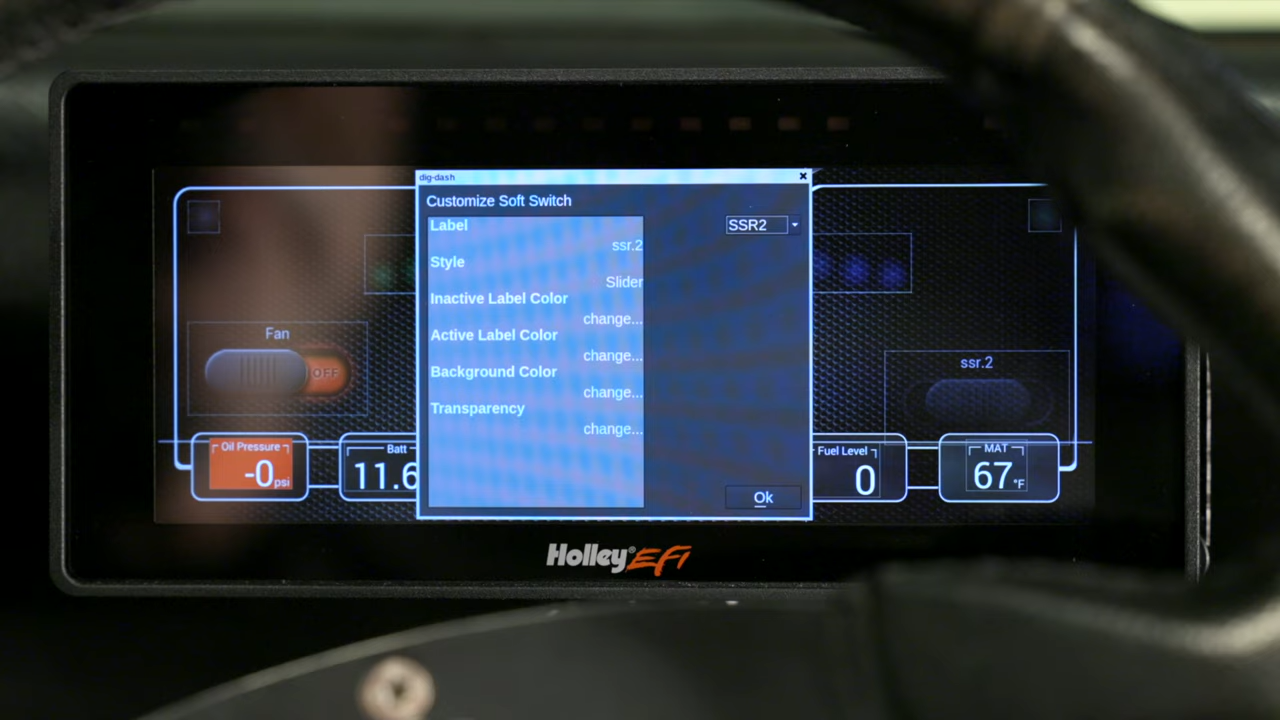 dig-dash
Customize Soft Switch
Label
SSR2
ssr.2
Style
Slider
Inactive Label Color
change...
Active Label Color
change...
Background Color
change...
Transparency
change...
Ok
Fan
OFF
ssr.2
Oil Pressure
-0 psi
Batt
11.6
Fuel Level
0
MAT
67 °F
Holley® EFI